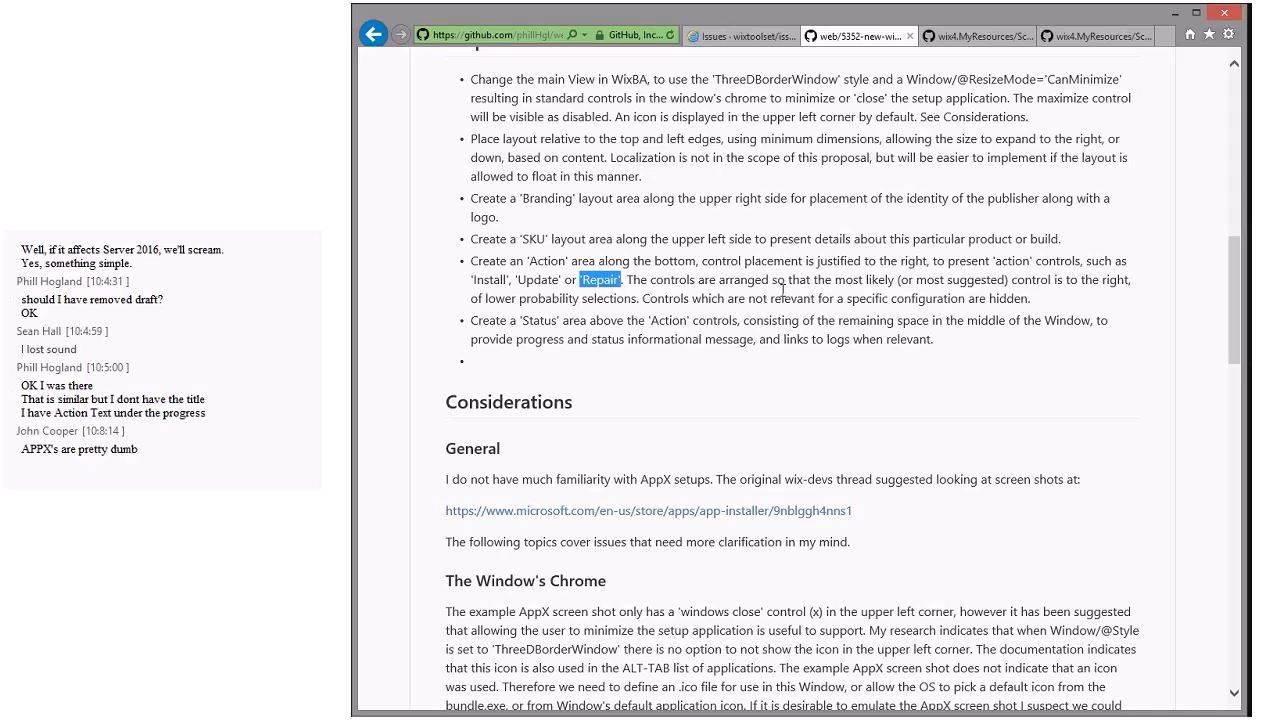 Well, if it affects Server 2016, we'll scream.
Yes, something simple.
Phill Hogland [10:4:31 ]
should I have removed draft?
OK
Sean Hall [10:4:59 ]
I lost sound
Phill Hogland [10:5:00 ]
OK I was there
That is similar but I dont have the title
I have Action Text under the progress
John Cooper [10:8:14 ]
APPX's are pretty dumb
https://github.com/phillHgl/we
GitHub, Inc...
Issues - wixtoolset/iss...
web/5352-new-wi...
wix4.MyResources/Sc...
wix4.MyResources/Sc...
• Change the main View in WixBA, to use the 'ThreeDBorderWindow' style and a Window/@ResizeMode='CanMinimize'
resulting in standard controls in the window's chrome to minimize or 'close' the setup application. The maximize control
will be visible as disabled. An icon is displayed in the upper left corner by default. See Considerations.
• Place layout relative to the top and left edges, using minimum dimensions, allowing the size to expand to the right, or
down, based on content. Localization is not in the scope of this proposal, but will be easier to implement if the layout is
allowed to float in this manner.
• Create a 'Branding' layout area along the upper right side for placement of the identity of the publisher along with a
logo.
• Create a 'SKU' layout area along the upper left side to present details about this particular product or build.
• Create an 'Action' area along the bottom, control placement is justified to the right, to present 'action' controls, such as
'Install', 'Update' or 'Repair'. The controls are arranged so that the most likely (or most suggested) control is to the right,
of lower probability selections. Controls which are not relevant for a specific configuration are hidden.
• Create a 'Status' area above the 'Action' controls, consisting of the remaining space in the middle of the Window, to
provide progress and status informational message, and links to logs when relevant.
•
Considerations
General
I do not have much familiarity with AppX setups. The original wix-devs thread suggested looking at screen shots at:
https://www.microsoft.com/en-us/store/apps/app-installer/9nblggh4nns1
The following topics cover issues that need more clarification in my mind.
The Window's Chrome
The example AppX screen shot only has a 'windows close' control (x) in the upper left corner, however it has been suggested
that allowing the user to minimize the setup application is useful to support. My research indicates that when Window/@Style
is set to 'ThreeDBorderWindow' there is no option to not show the icon in the upper left corner. The documentation indicates
that this icon is also used in the ALT-TAB list of applications. The example AppX screen shot does not indicate that an icon
was used. Therefore we need to define an .ico file for use in this Window, or allow the OS to pick a default icon from the
bundle.exe, or from Window's default application icon. If it is desirable to emulate the AppX screen shot I suspect we could